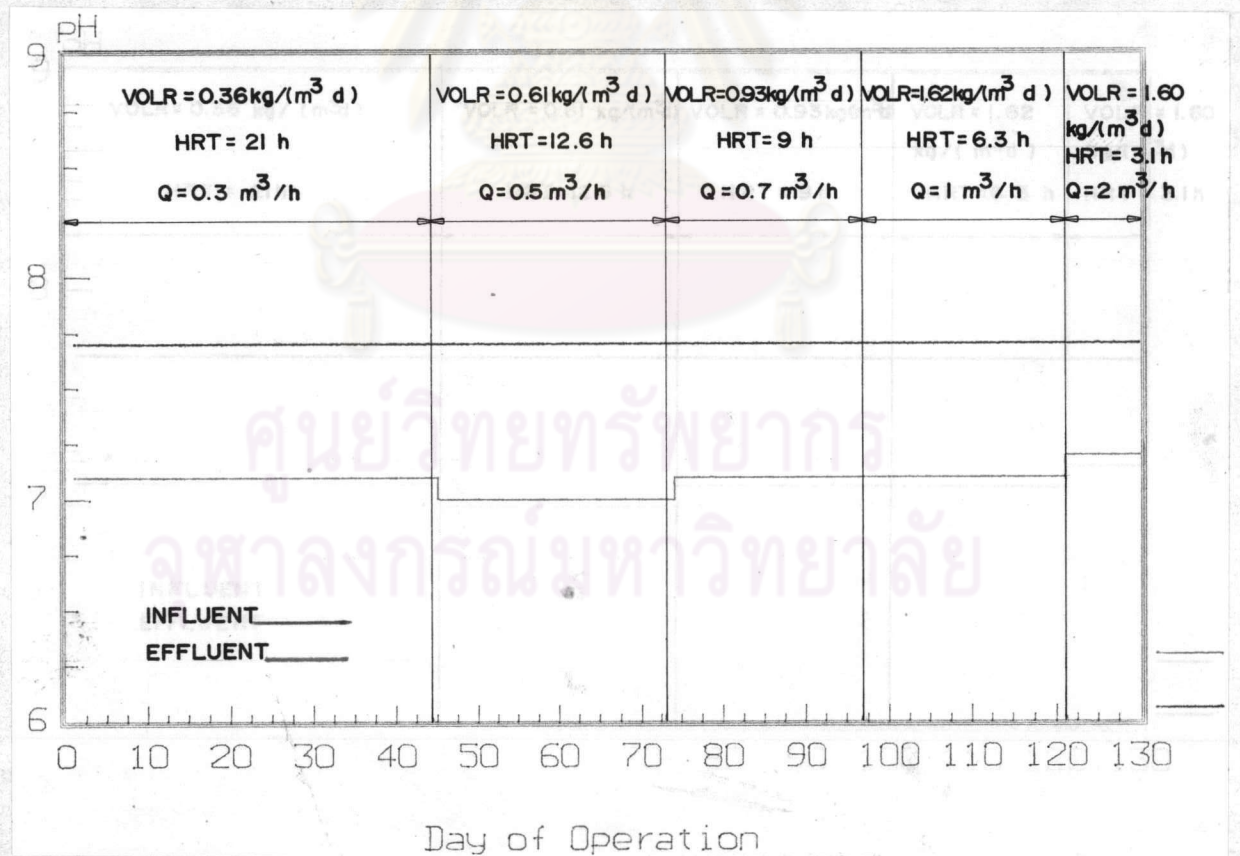 pH
9
VOLR = 0.36 kg/(m³ d)
HRT = 21 h
Q = 0.3 m³/h
VOLR = 0.61 kg/(m³ d)
HRT = 12.6 h
Q = 0.5 m³/h
VOLR = 0.93 kg/(m³ d)
HRT = 9 h
Q = 0.7 m³/h
VOLR = 1.62 kg/(m³ d)
HRT = 6.3 h
Q = 1 m³/h
VOLR = 1.60
kg/(m³ d)
HRT = 3.1 h
Q = 2 m³/h
8
7
ศูนย์วิทยทรัพยากร
จุฬาลงกรณ์มหาวิทยาลัย
INFLUENT
EFFLUENT
6
0 10 20 30 40 50 60 70 80 90 100 110 120 130
Day of Operation